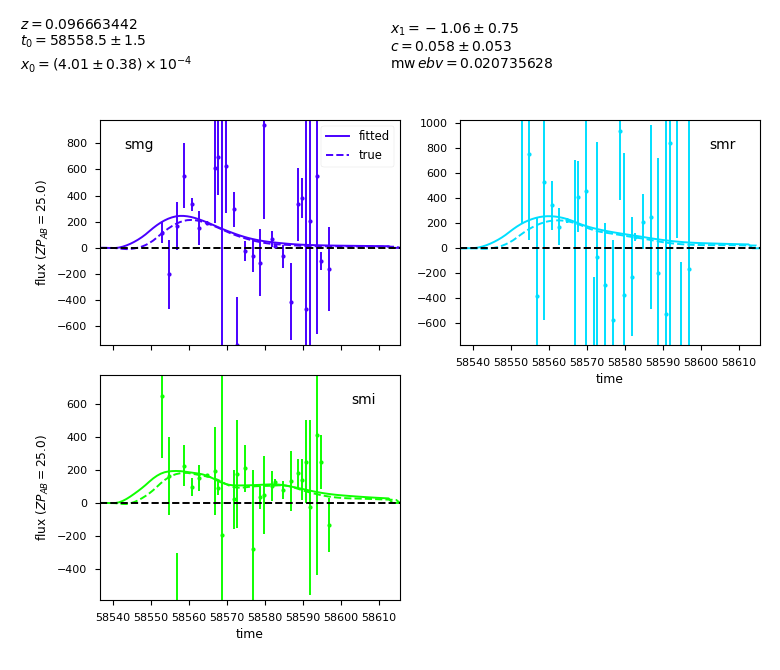 z = 0.096663442
t₀ = 58558.5 ± 1.5
x₀ = (4.01 ± 0.38) × 10⁻⁴
x₁ = −1.06 ± 0.75
c = 0.058 ± 0.053
mwebv = 0.020735628
smg
fitted
true
800
600
400
200
0
−200
−400
−600
flux (ZP_AB = 25.0)
smr
1000
800
600
400
200
0
−200
−400
−600
58540 58550 58560 58570 58580 58590 58600 58610
time
smi
600
400
200
0
−200
−400
flux (ZP_AB = 25.0)
58540 58550 58560 58570 58580 58590 58600 58610
time